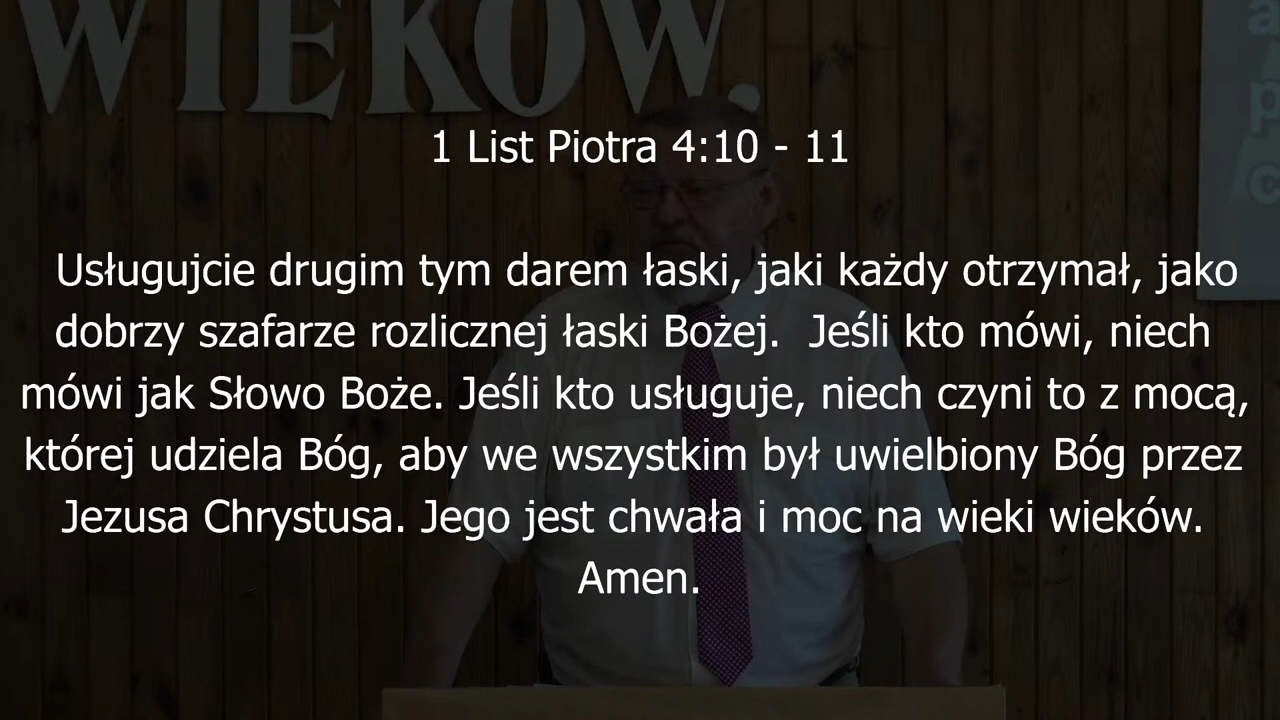 WIEKÓW.
1 List Piotra 4:10 - 11
Usługujcie drugim tym darem łaski, jaki każdy otrzymał, jako
dobrzy szafarze rozlicznej łaski Bożej.  Jeśli kto mówi, niech
mówi jak Słowo Boże. Jeśli kto usługuje, niech czyni to z mocą,
której udziela Bóg, aby we wszystkim był uwielbiony Bóg przez
Jezusa Chrystusa. Jego jest chwała i moc na wieki wieków.
Amen.